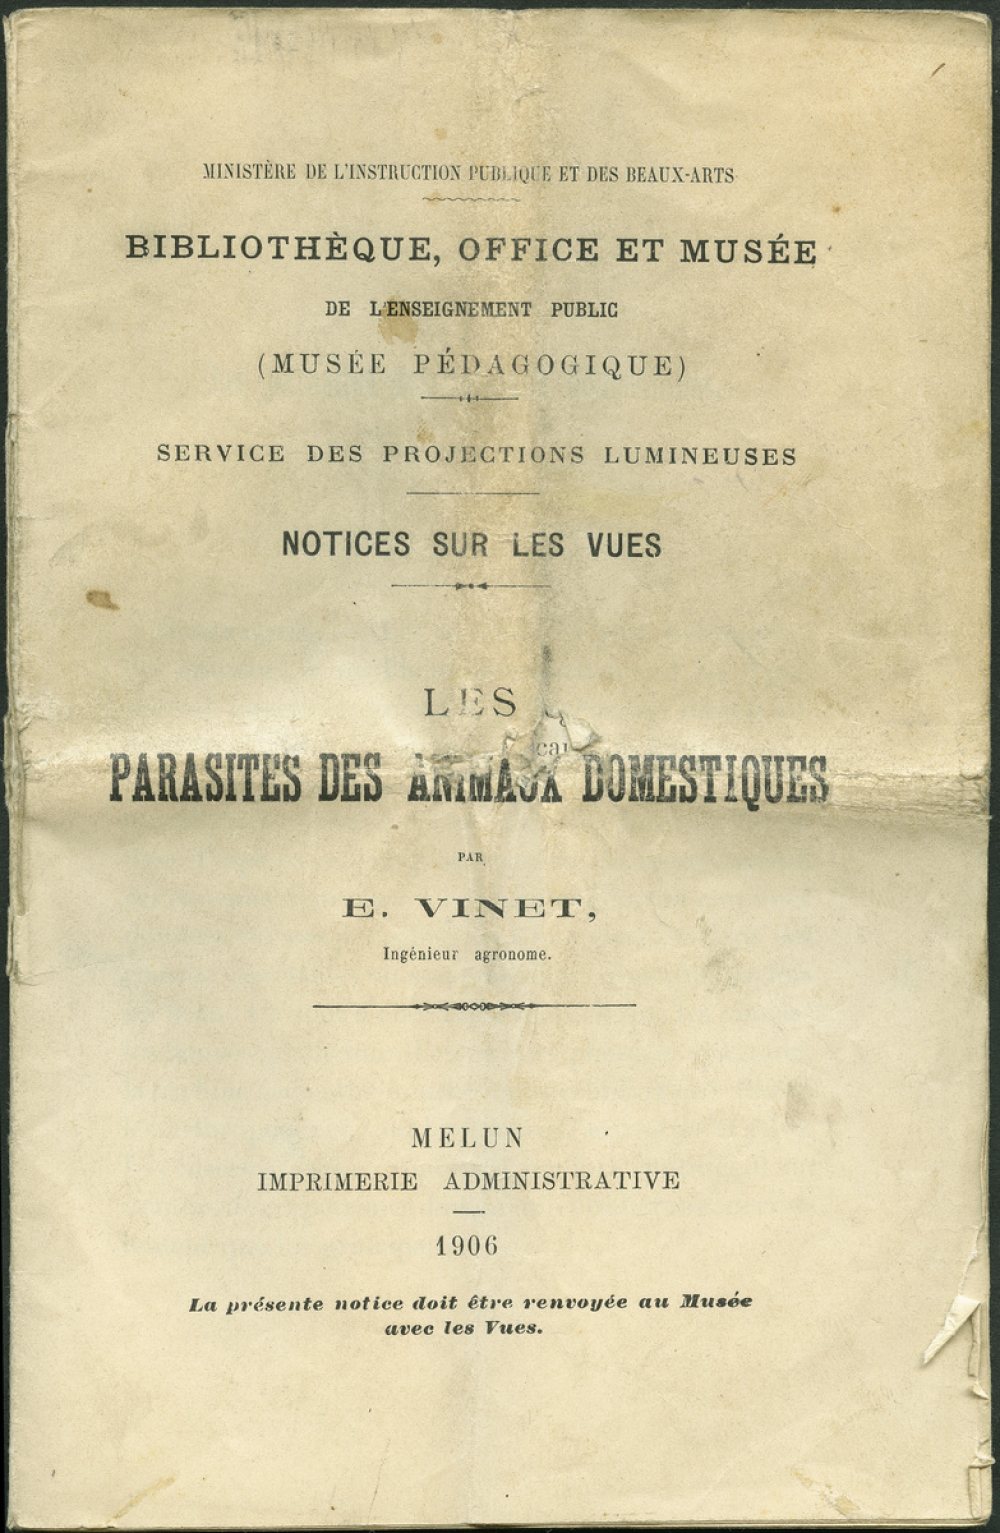 MINISTÈRE DE L'INSTRUCTION PUBLIQUE ET DES BEAUX-ARTS
BIBLIOTHÈQUE, OFFICE ET MUSÉE
DE L'ENSEIGNEMENT PUBLIC
(MUSÉE PÉDAGOGIQUE)
SERVICE DES PROJECTIONS LUMINEUSES
NOTICES SUR LES VUES
LES
PARASITES DES ANIMAUX DOMESTIQUES
PAR
E. VINET,
Ingénieur agronome.
MELUN
IMPRIMERIE ADMINISTRATIVE
1906
La présente notice doit être renvoyée au Musée
avec les Vues.